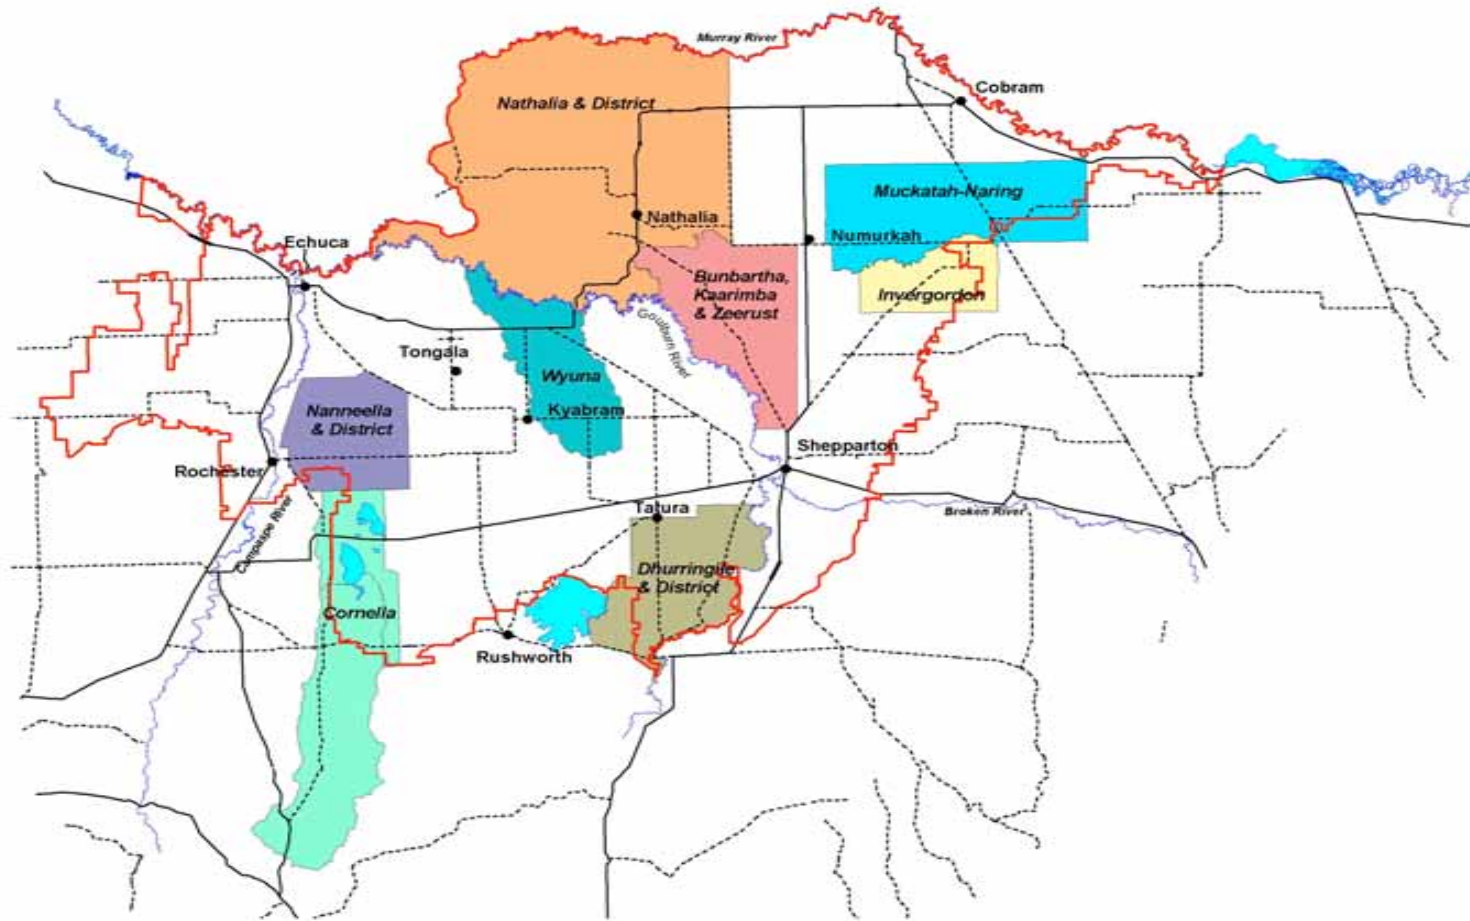 Murray River
Cobram
Nathalia & District
Muckatah-Naring
Nathalia
Numurkah
Echuca
Bunbartha,
Kaarimba
& Zeerust
Invergordon
Goulburn River
Tongala
Wyuna
Nanneella
& District
Kyabram
Shepparton
Rochester
Tatura
Broken River
Campaspe River
Dhurringile
& District
Cornella
Rushworth